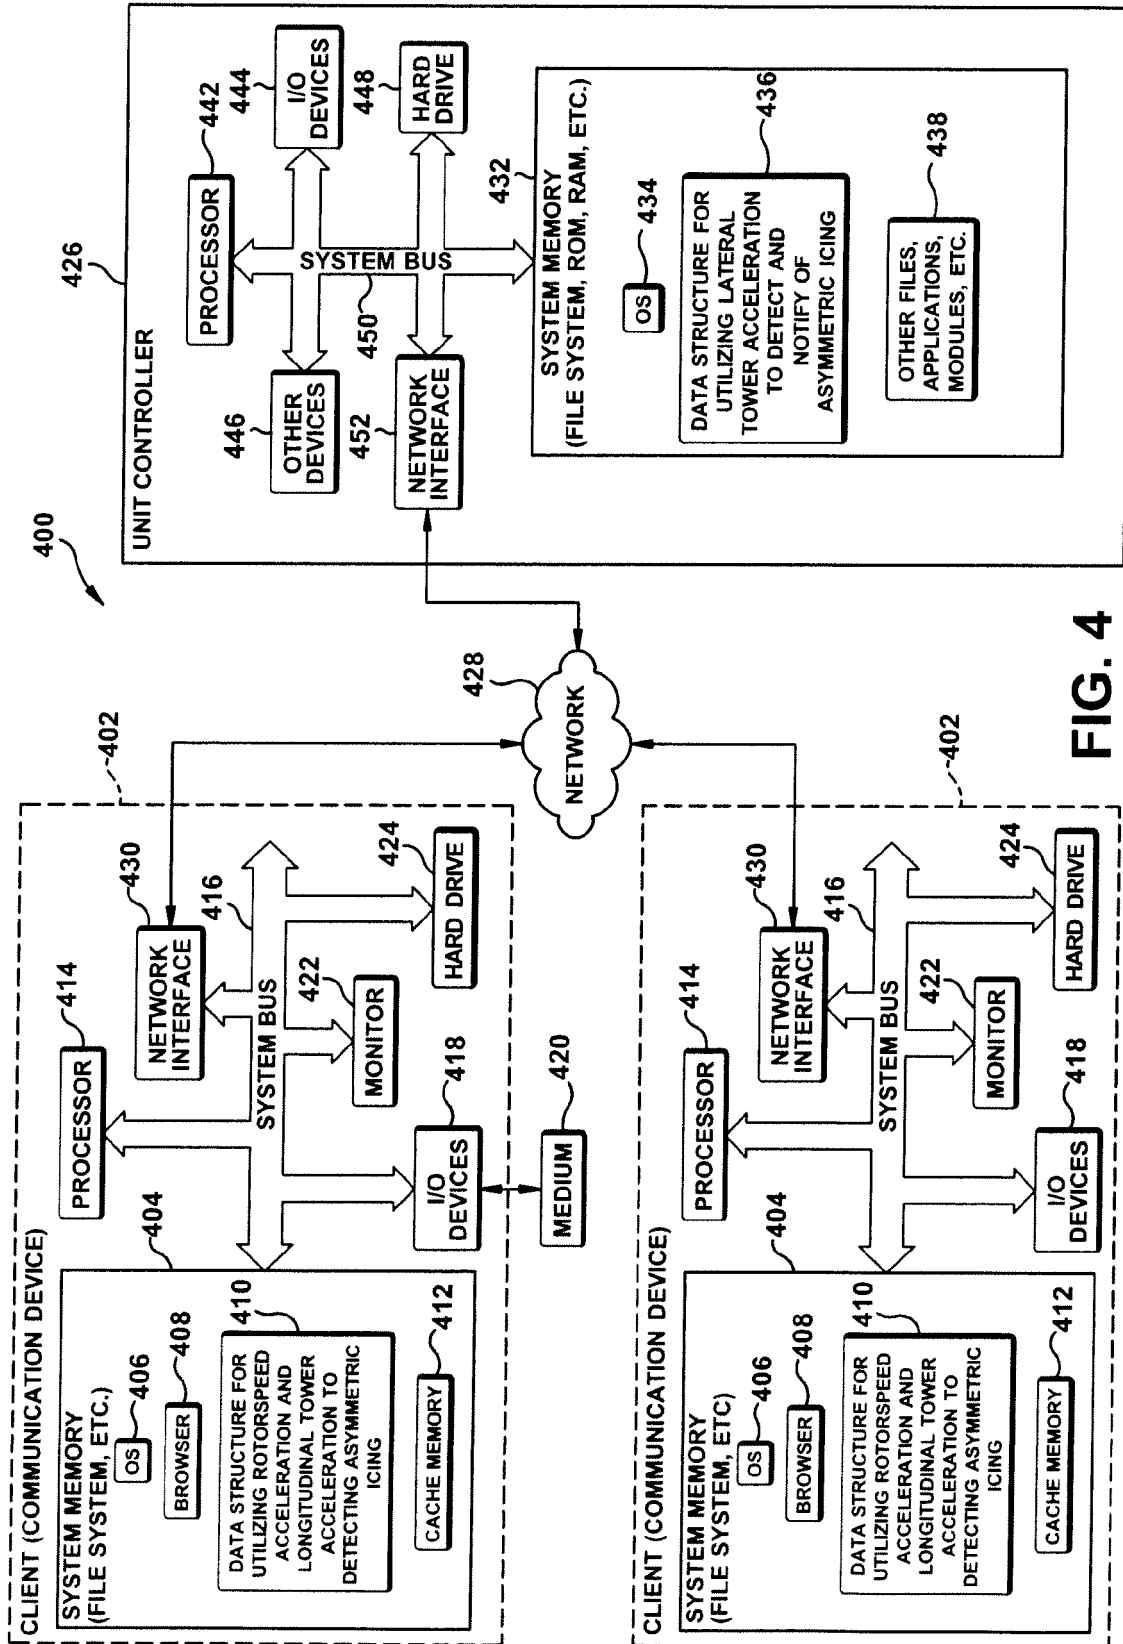 400
CLIENT (COMMUNICATION DEVICE)
402
SYSTEM MEMORY
(FILE SYSTEM, ETC.)
404
OS
406
BROWSER
408
DATA STRUCTURE FOR
UTILIZING ROTORSPEED
ACCELERATION AND
LONGITUDINAL TOWER
ACCELERATION TO
DETECTING ASYMMETRIC
ICING
410
CACHE MEMORY
412
PROCESSOR
414
NETWORK
INTERFACE
430
416
SYSTEM BUS
MONITOR
422
HARD DRIVE
424
I/O
DEVICES
418
MEDIUM
420
CLIENT (COMMUNICATION DEVICE)
402
SYSTEM MEMORY
(FILE SYSTEM, ETC)
404
OS
406
BROWSER
408
DATA STRUCTURE FOR
UTILIZING ROTORSPEED
ACCELERATION AND
LONGITUDINAL TOWER
ACCELERATION TO
DETECTING ASYMMETRIC
ICING
410
CACHE MEMORY
412
PROCESSOR
414
NETWORK
INTERFACE
430
416
SYSTEM BUS
MONITOR
422
HARD DRIVE
424
I/O
DEVICES
418
NETWORK
428
UNIT CONTROLLER
426
PROCESSOR
442
I/O
DEVICES
444
OTHER
DEVICES
446
SYSTEM BUS
450
HARD
DRIVE
448
NETWORK
INTERFACE
452
SYSTEM MEMORY
(FILE SYSTEM, ROM, RAM, ETC.)
432
OS
434
DATA STRUCTURE FOR
UTILIZING LATERAL
TOWER ACCELERATION
TO DETECT AND
NOTIFY OF
ASYMMETRIC ICING
436
OTHER FILES,
APPLICATIONS,
MODULES, ETC.
438
FIG. 4